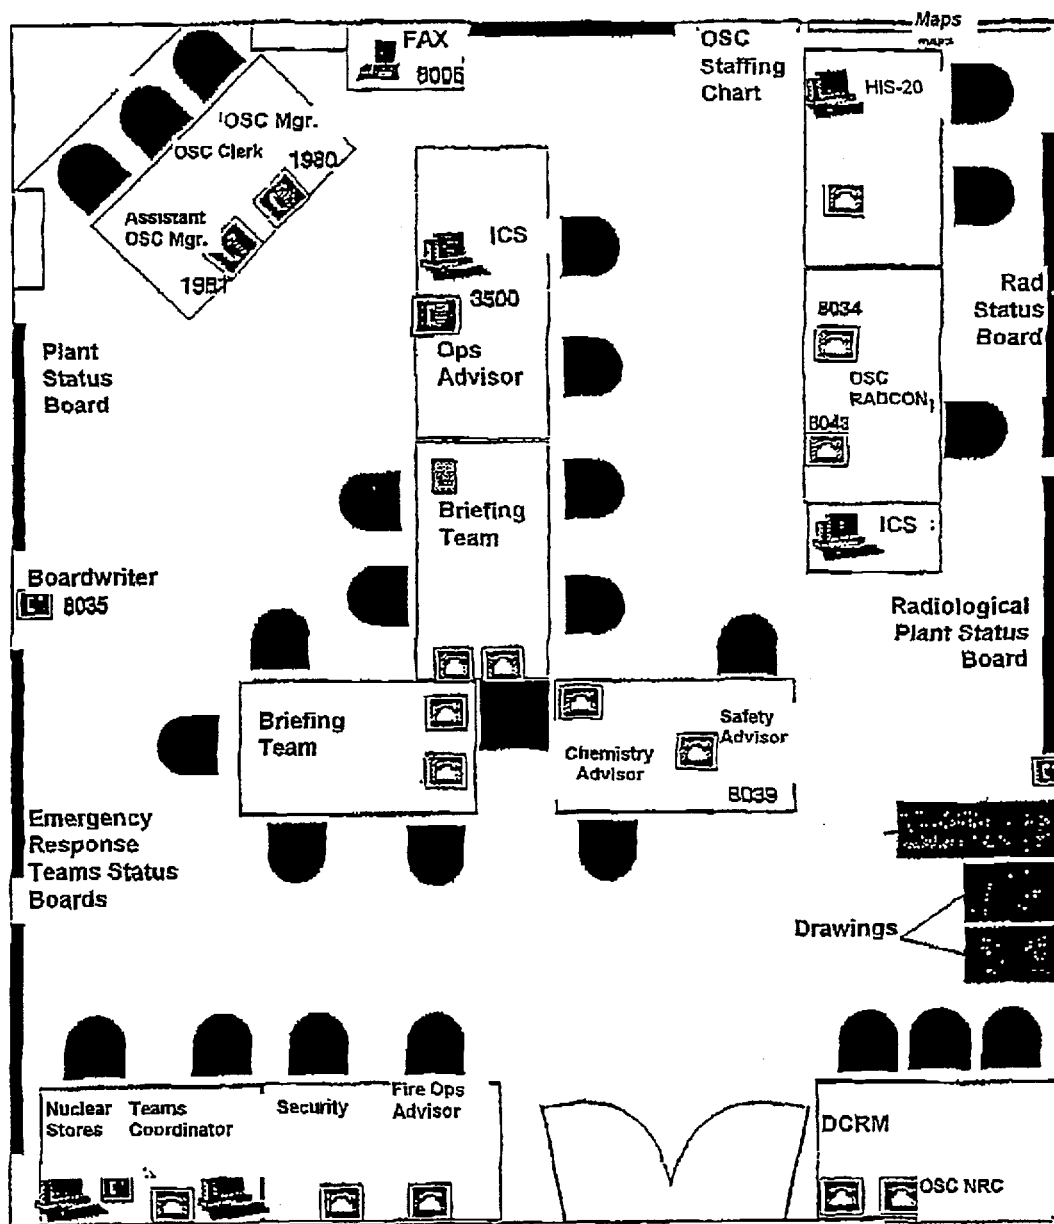 Maps
maps
FAX
8006
OSC
Staffing
Chart
HIS-20
OSC Mgr.
OSC Clerk
1980
Assistant
OSC Mgr.
1981
ICS
3500
Ops
Advisor
Rad
Status
Board
8034
OSC
RADCON
8043
ICS
Plant
Status
Board
Briefing
Team
Boardwriter
8035
Radiological
Plant Status
Board
Briefing
Team
Safety
Advisor
Chemistry
Advisor
8039
Emergency
Response
Teams Status
Boards
Drawings
Nuclear
Stores
Teams
Coordinator
Security
Fire Ops
Advisor
DCRM
OSC NRC